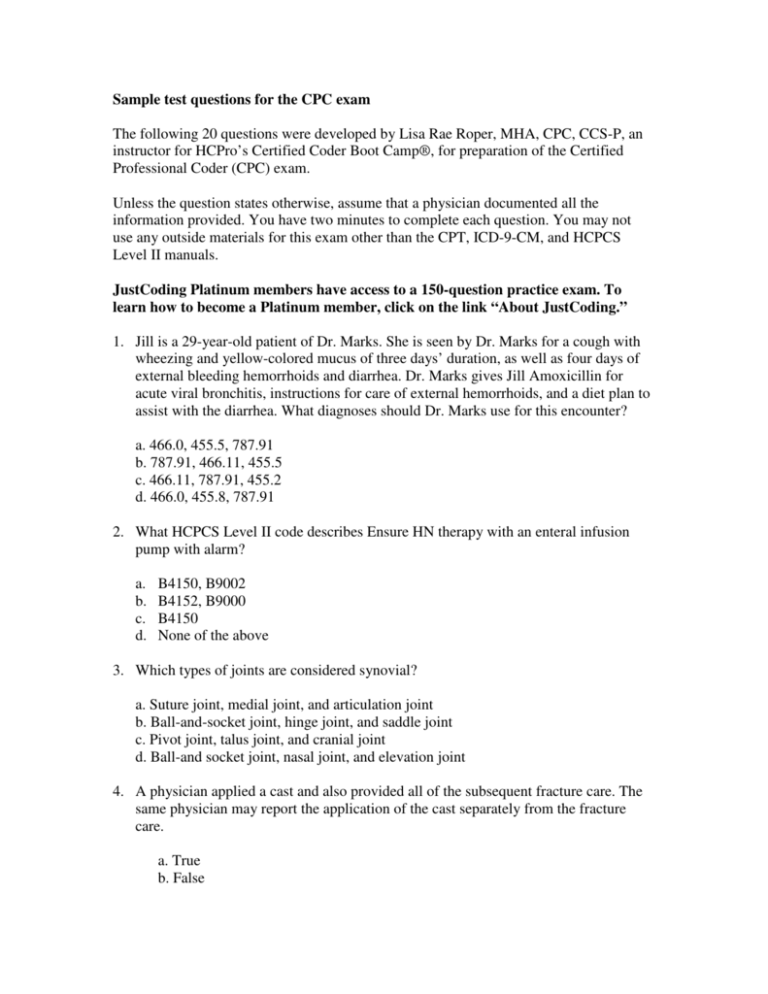 Sample test questions for the CPC exam
The following 20 questions were developed by Lisa Rae Roper, MHA, CPC, CCS-P, an
instructor for HCPro’s Certified Coder Boot Camp®, for preparation of the Certified
Professional Coder (CPC) exam.
Unless the question states otherwise, assume that a physician documented all the
information provided. You have two minutes to complete each question. You may not
use any outside materials for this exam other than the CPT, ICD-9-CM, and HCPCS
Level II manuals.
JustCoding Platinum members have access to a 150-question practice exam. To
learn how to become a Platinum member, click on the link “About JustCoding.”
1. Jill is a 29-year-old patient of Dr. Marks. She is seen by Dr. Marks for a cough with
wheezing and yellow-colored mucus of three days’ duration, as well as four days of
external bleeding hemorrhoids and diarrhea. Dr. Marks gives Jill Amoxicillin for
acute viral bronchitis, instructions for care of external hemorrhoids, and a diet plan to
assist with the diarrhea. What diagnoses should Dr. Marks use for this encounter?
a. 466.0, 455.5, 787.91
b. 787.91, 466.11, 455.5
c. 466.11, 787.91, 455.2
d. 466.0, 455.8, 787.91
2. What HCPCS Level II code describes Ensure HN therapy with an enteral infusion
pump with alarm?
a. B4150, B9002
b. B4152, B9000
c. B4150
d. None of the above
3. Which types of joints are considered synovial?
a. Suture joint, medial joint, and articulation joint
b. Ball-and-socket joint, hinge joint, and saddle joint
c. Pivot joint, talus joint, and cranial joint
d. Ball-and socket joint, nasal joint, and elevation joint
4. A physician applied a cast and also provided all of the subsequent fracture care. The
same physician may report the application of the cast separately from the fracture
care.
a. True
b. False